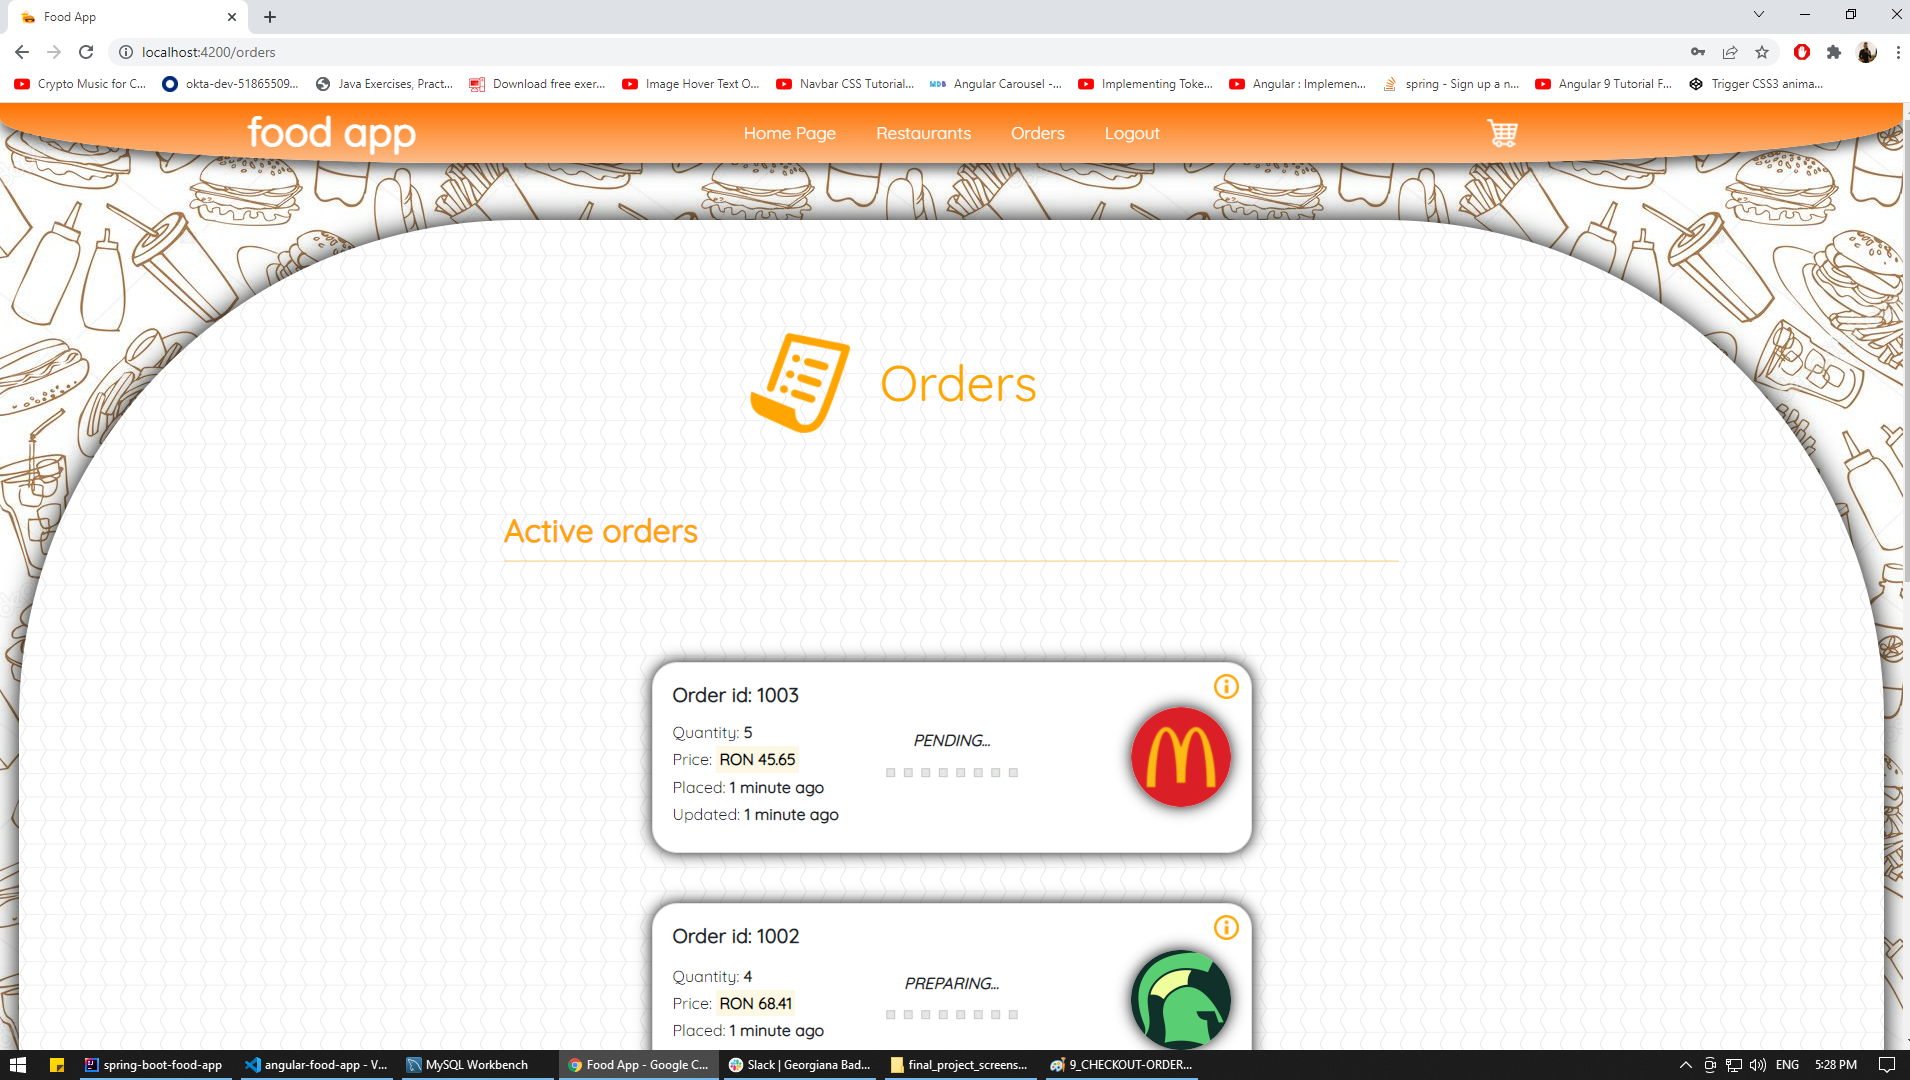 Food App
localhost:4200/orders
Crypto Music for C...
okta-dev-51865509...
Java Exercises, Pract...
Download free exer...
Image Hover Text O...
Navbar CSS Tutorial...
MDB Angular Carousel -...
Implementing Toke...
Angular : Implemen...
spring - Sign up a n...
Angular 9 Tutorial F...
Trigger CSS3 anima...
food app
Home Page
Restaurants
Orders
Logout
Orders
Active orders
Order id: 1003
Quantity: 5
Price: RON 45.65
Placed: 1 minute ago
Updated: 1 minute ago
PENDING...
Order id: 1002
Quantity: 4
Price: RON 68.41
Placed: 1 minute ago
PREPARING...
spring-boot-food-app
angular-food-app - V...
MySQL Workbench
Food App - Google C...
Slack | Georgiana Bad...
final_project_screens...
9_CHECKOUT-ORDER...
ENG
5:28 PM